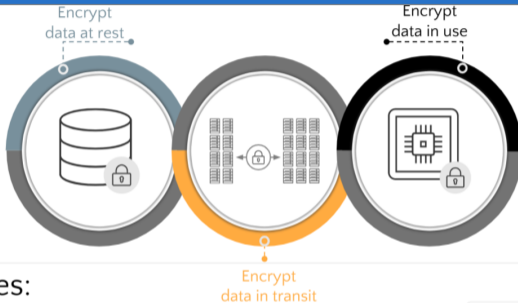 Encrypt
data at rest
Encrypt
data in use
Encrypt
data in transit
es: